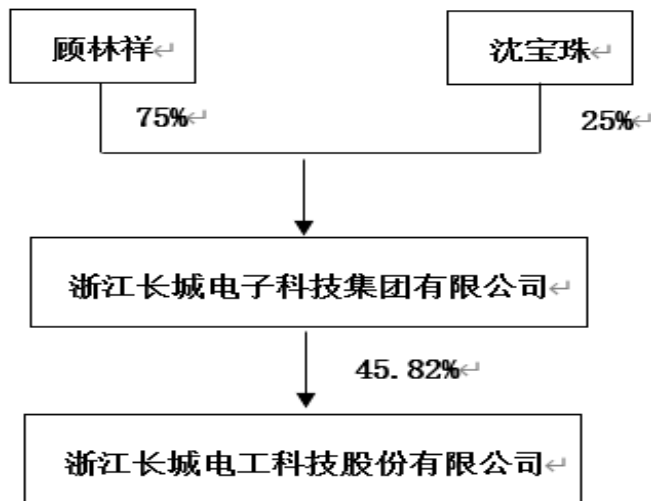 顾林祥
沈宝珠
75%
25%
浙江长城电子科技集团有限公司
45.82%
浙江长城电工科技股份有限公司